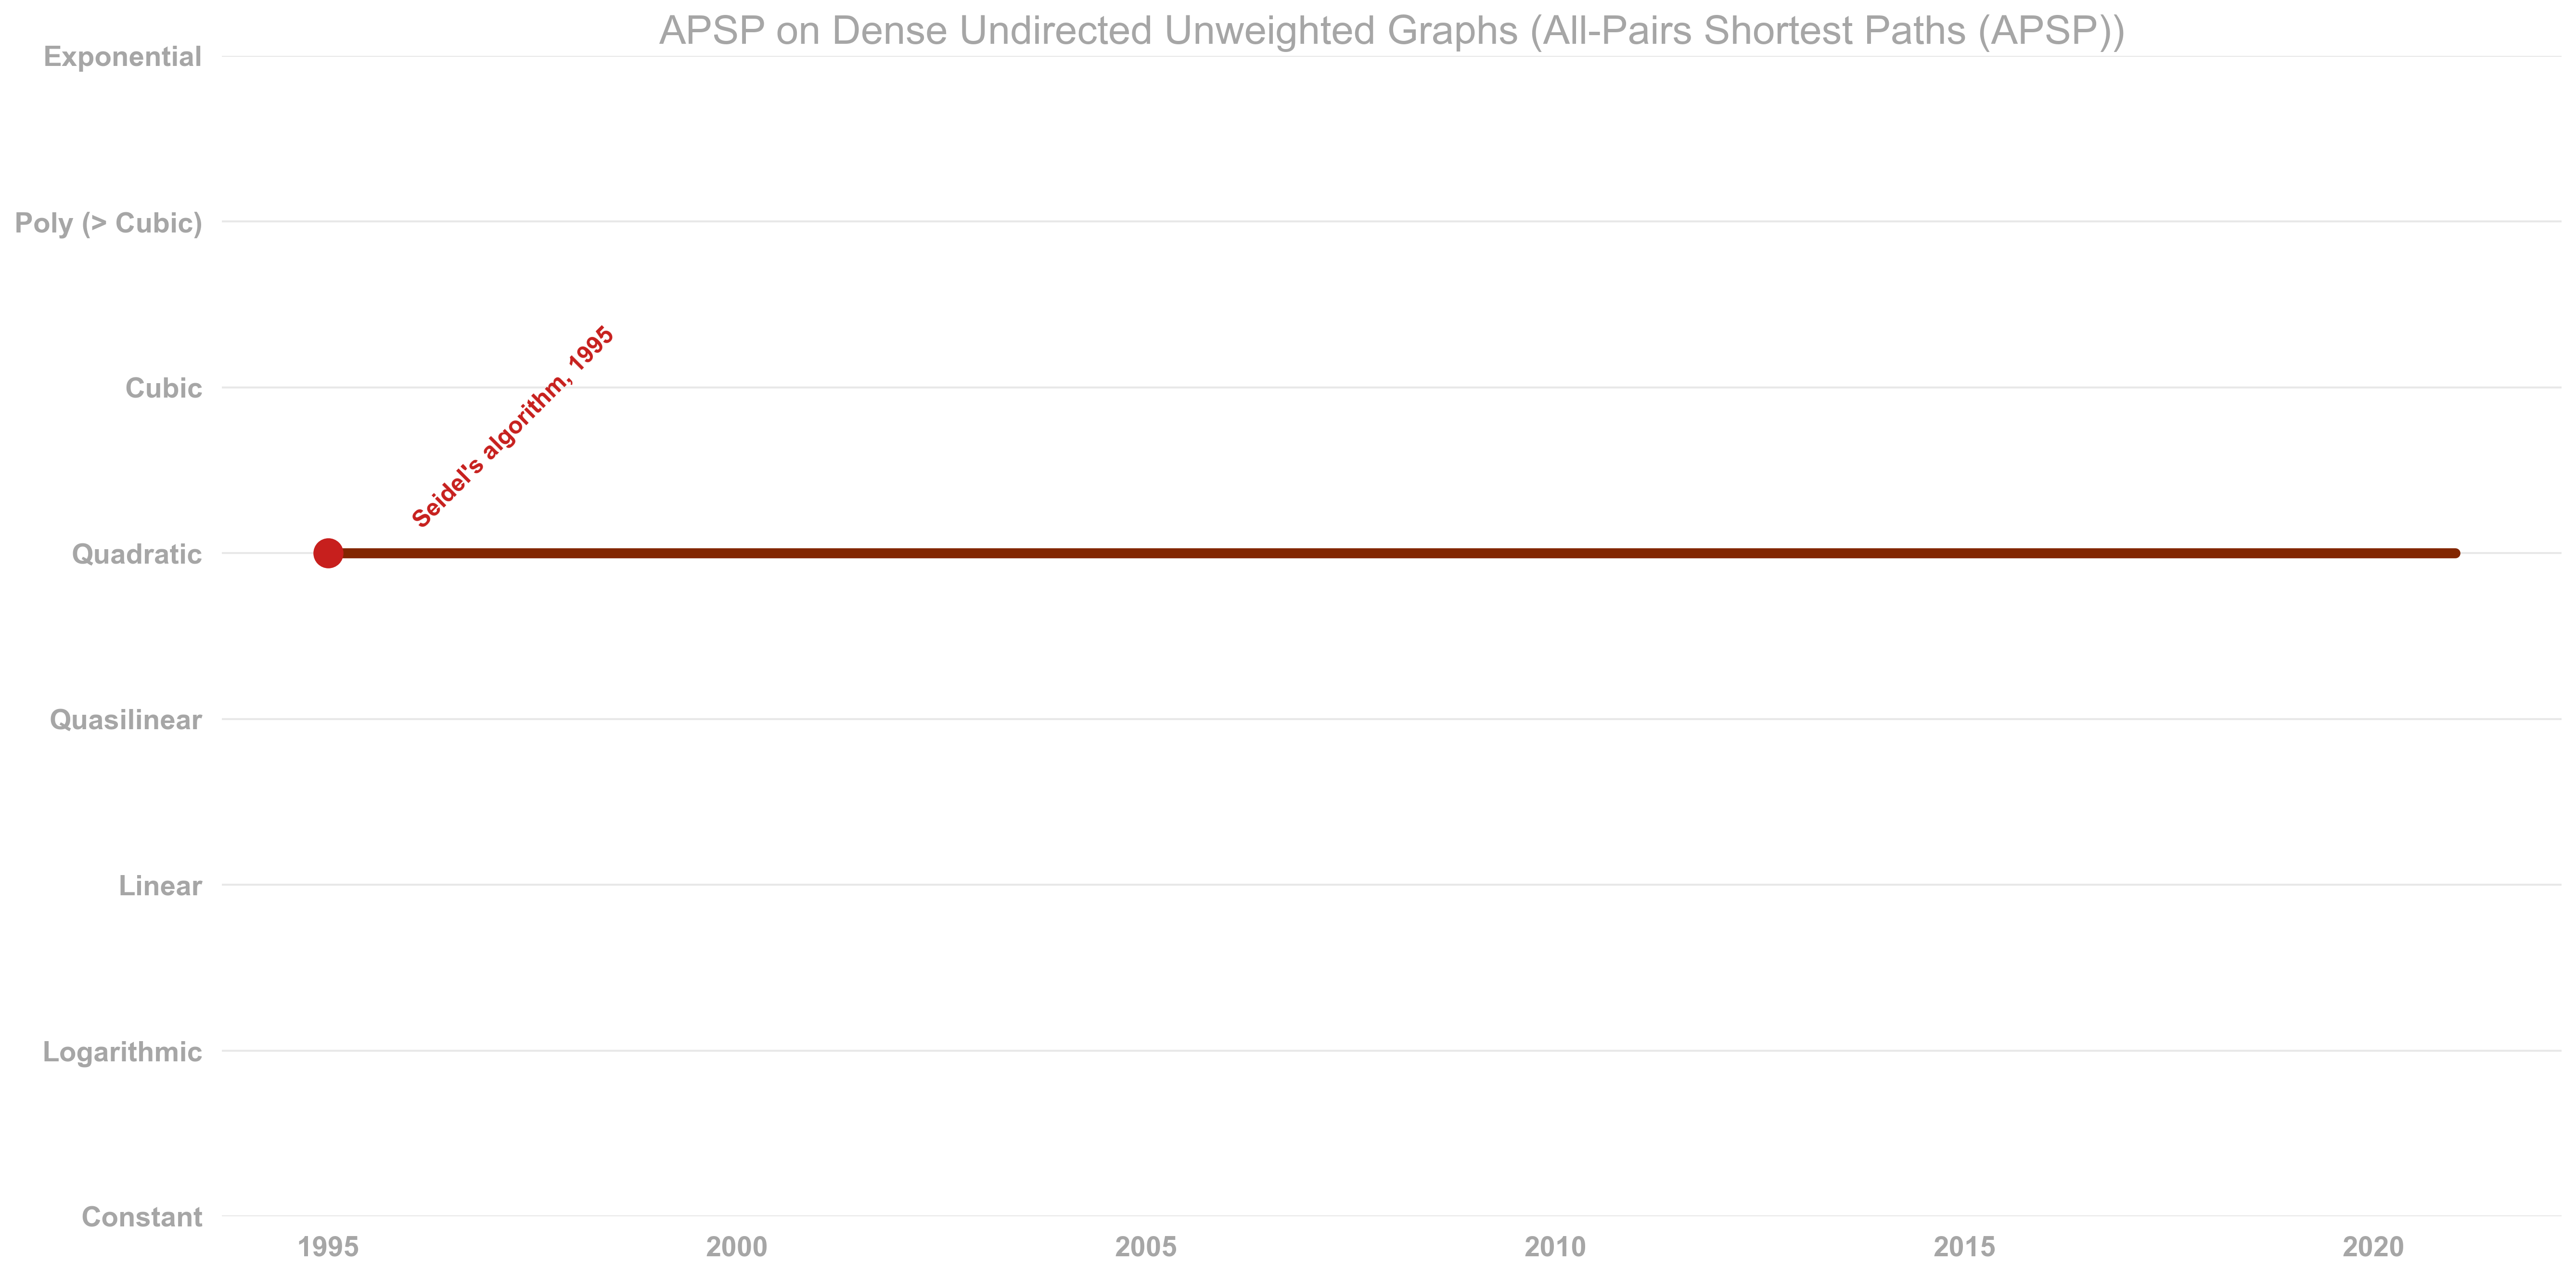 APSP on Dense Undirected Unweighted Graphs (All-Pairs Shortest Paths (APSP))
Exponential
Poly (> Cubic)
Cubic
Seidel's algorithm, 1995
Quadratic
Quasilinear
Linear
Logarithmic
Constant
1995 2000 2005 2010 2015 2020